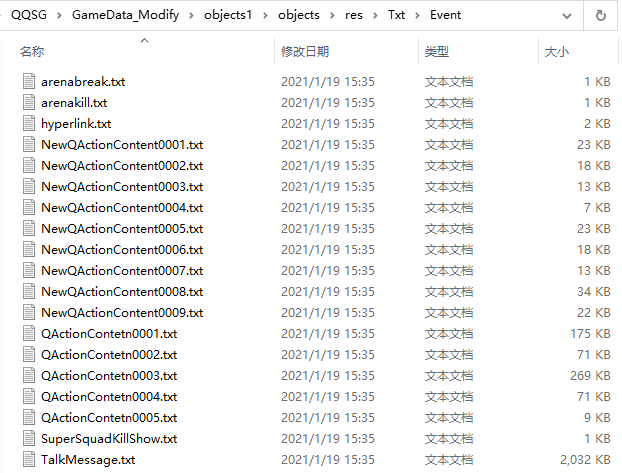 QQSG > GameData_Modify > objects1 > objects > res > Txt > Event
名称 修改日期 类型 大小
arenabreak.txt 2021/1/19 15:35 文本文档 1 KB
arenakill.txt 2021/1/19 15:35 文本文档 1 KB
hyperlink.txt 2021/1/19 15:35 文本文档 2 KB
NewQActionContent0001.txt 2021/1/19 15:35 文本文档 23 KB
NewQActionContent0002.txt 2021/1/19 15:35 文本文档 18 KB
NewQActionContent0003.txt 2021/1/19 15:35 文本文档 13 KB
NewQActionContent0004.txt 2021/1/19 15:35 文本文档 7 KB
NewQActionContent0005.txt 2021/1/19 15:35 文本文档 23 KB
NewQActionContent0006.txt 2021/1/19 15:35 文本文档 18 KB
NewQActionContent0007.txt 2021/1/19 15:35 文本文档 13 KB
NewQActionContent0008.txt 2021/1/19 15:35 文本文档 34 KB
NewQActionContent0009.txt 2021/1/19 15:35 文本文档 22 KB
QActionContetn0001.txt 2021/1/19 15:35 文本文档 175 KB
QActionContetn0002.txt 2021/1/19 15:35 文本文档 71 KB
QActionContetn0003.txt 2021/1/19 15:35 文本文档 269 KB
QActionContetn0004.txt 2021/1/19 15:35 文本文档 71 KB
QActionContetn0005.txt 2021/1/19 15:35 文本文档 9 KB
SuperSquadKillShow.txt 2021/1/19 15:35 文本文档 1 KB
TalkMessage.txt 2021/1/19 15:35 文本文档 2,032 KB